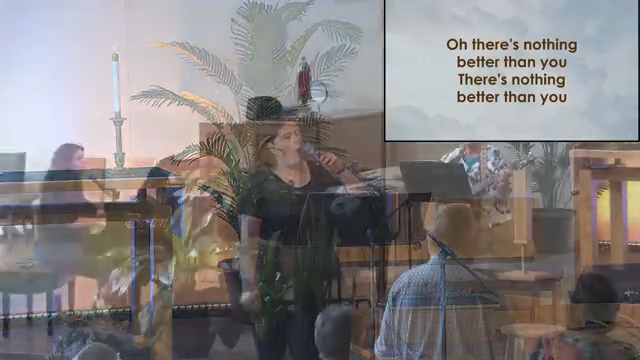 Oh there's nothing
better than you
There's nothing
better than you